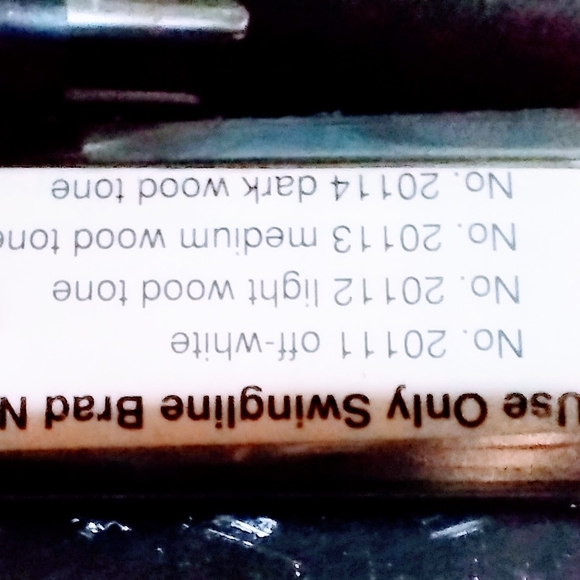 Use Only Swingline Brad N
No. 20111 off-white
No. 20112 light wood tone
No. 20113 medium wood tone
No. 20114 dark wood tone